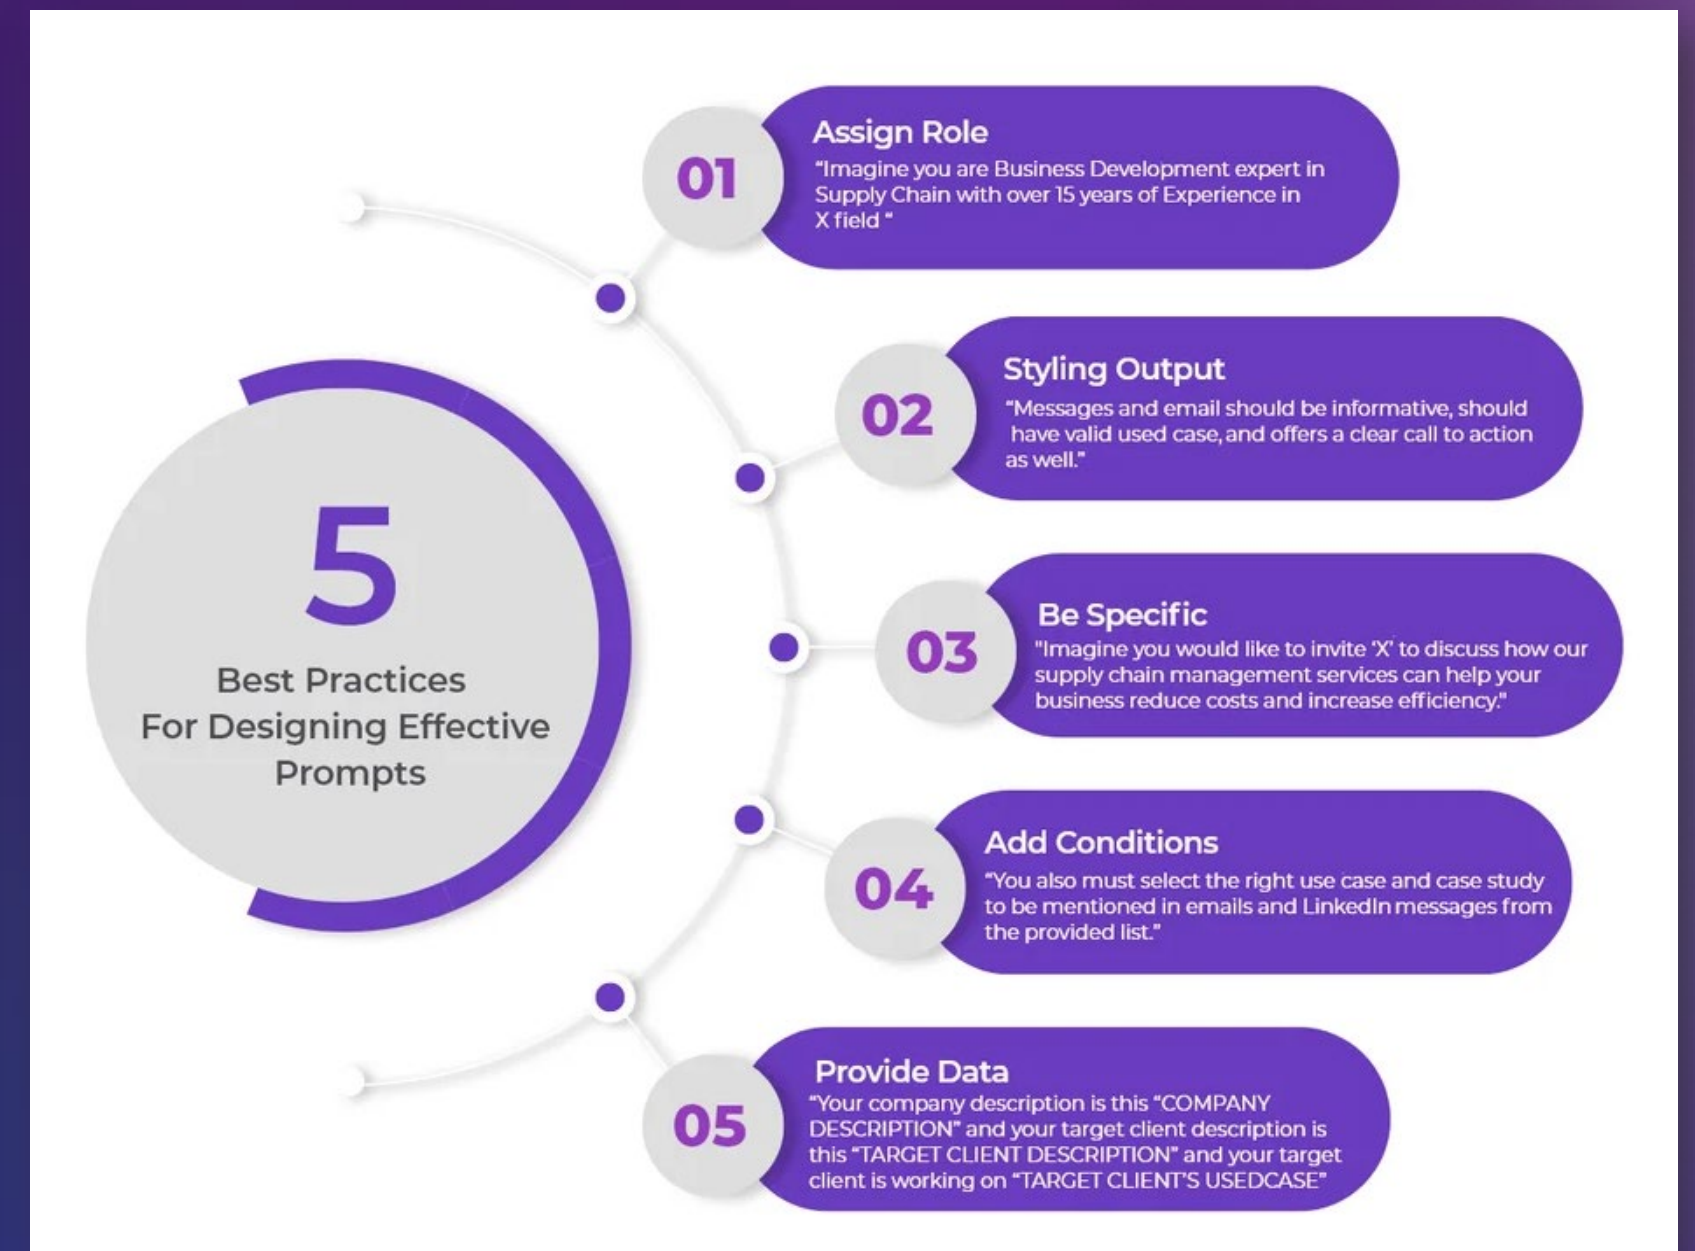 5
Best Practices
For Designing Effective
Prompts
01
Assign Role
“Imagine you are Business Development expert in
Supply Chain with over 15 years of Experience in
X field “
02
Styling Output
“Messages and email should be informative, should
have valid used case, and offers a clear call to action
as well.”
03
Be Specific
"Imagine you would like to invite ‘X’ to discuss how our
supply chain management services can help your
business reduce costs and increase efficiency."
04
Add Conditions
“You also must select the right use case and case study
to be mentioned in emails and LinkedIn messages from
the provided list.”
05
Provide Data
“Your company description is this “COMPANY
DESCRIPTION” and your target client description is
this “TARGET CLIENT DESCRIPTION” and your target
client is working on “TARGET CLIENT’S USEDCASE”